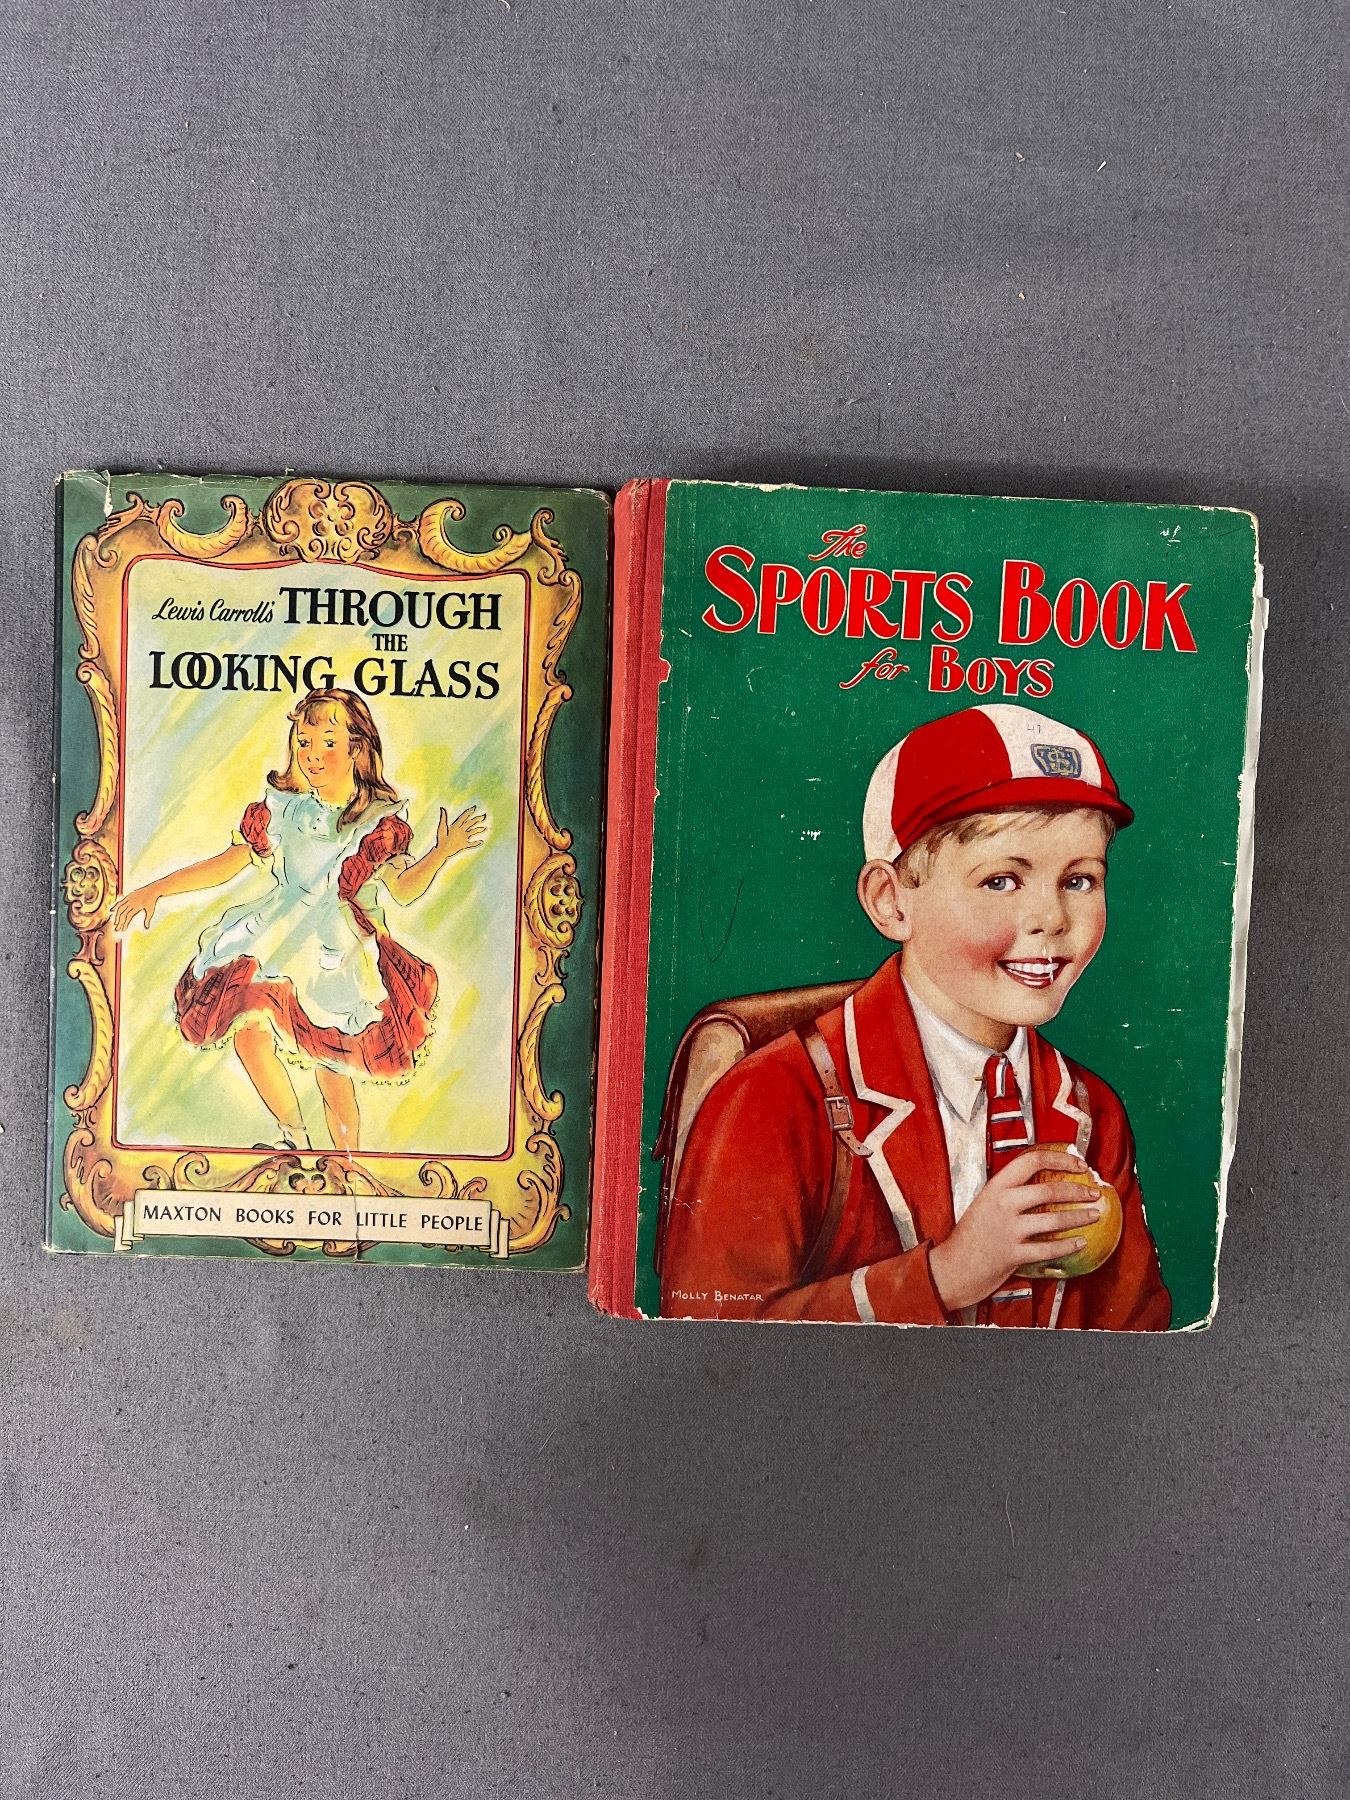 Lewis Carroll's THROUGH
THE
LOOKING GLASS
MAXTON BOOKS FOR LITTLE PEOPLE
The
SPORTS BOOK
for BOYS
MOLLY BENATAR